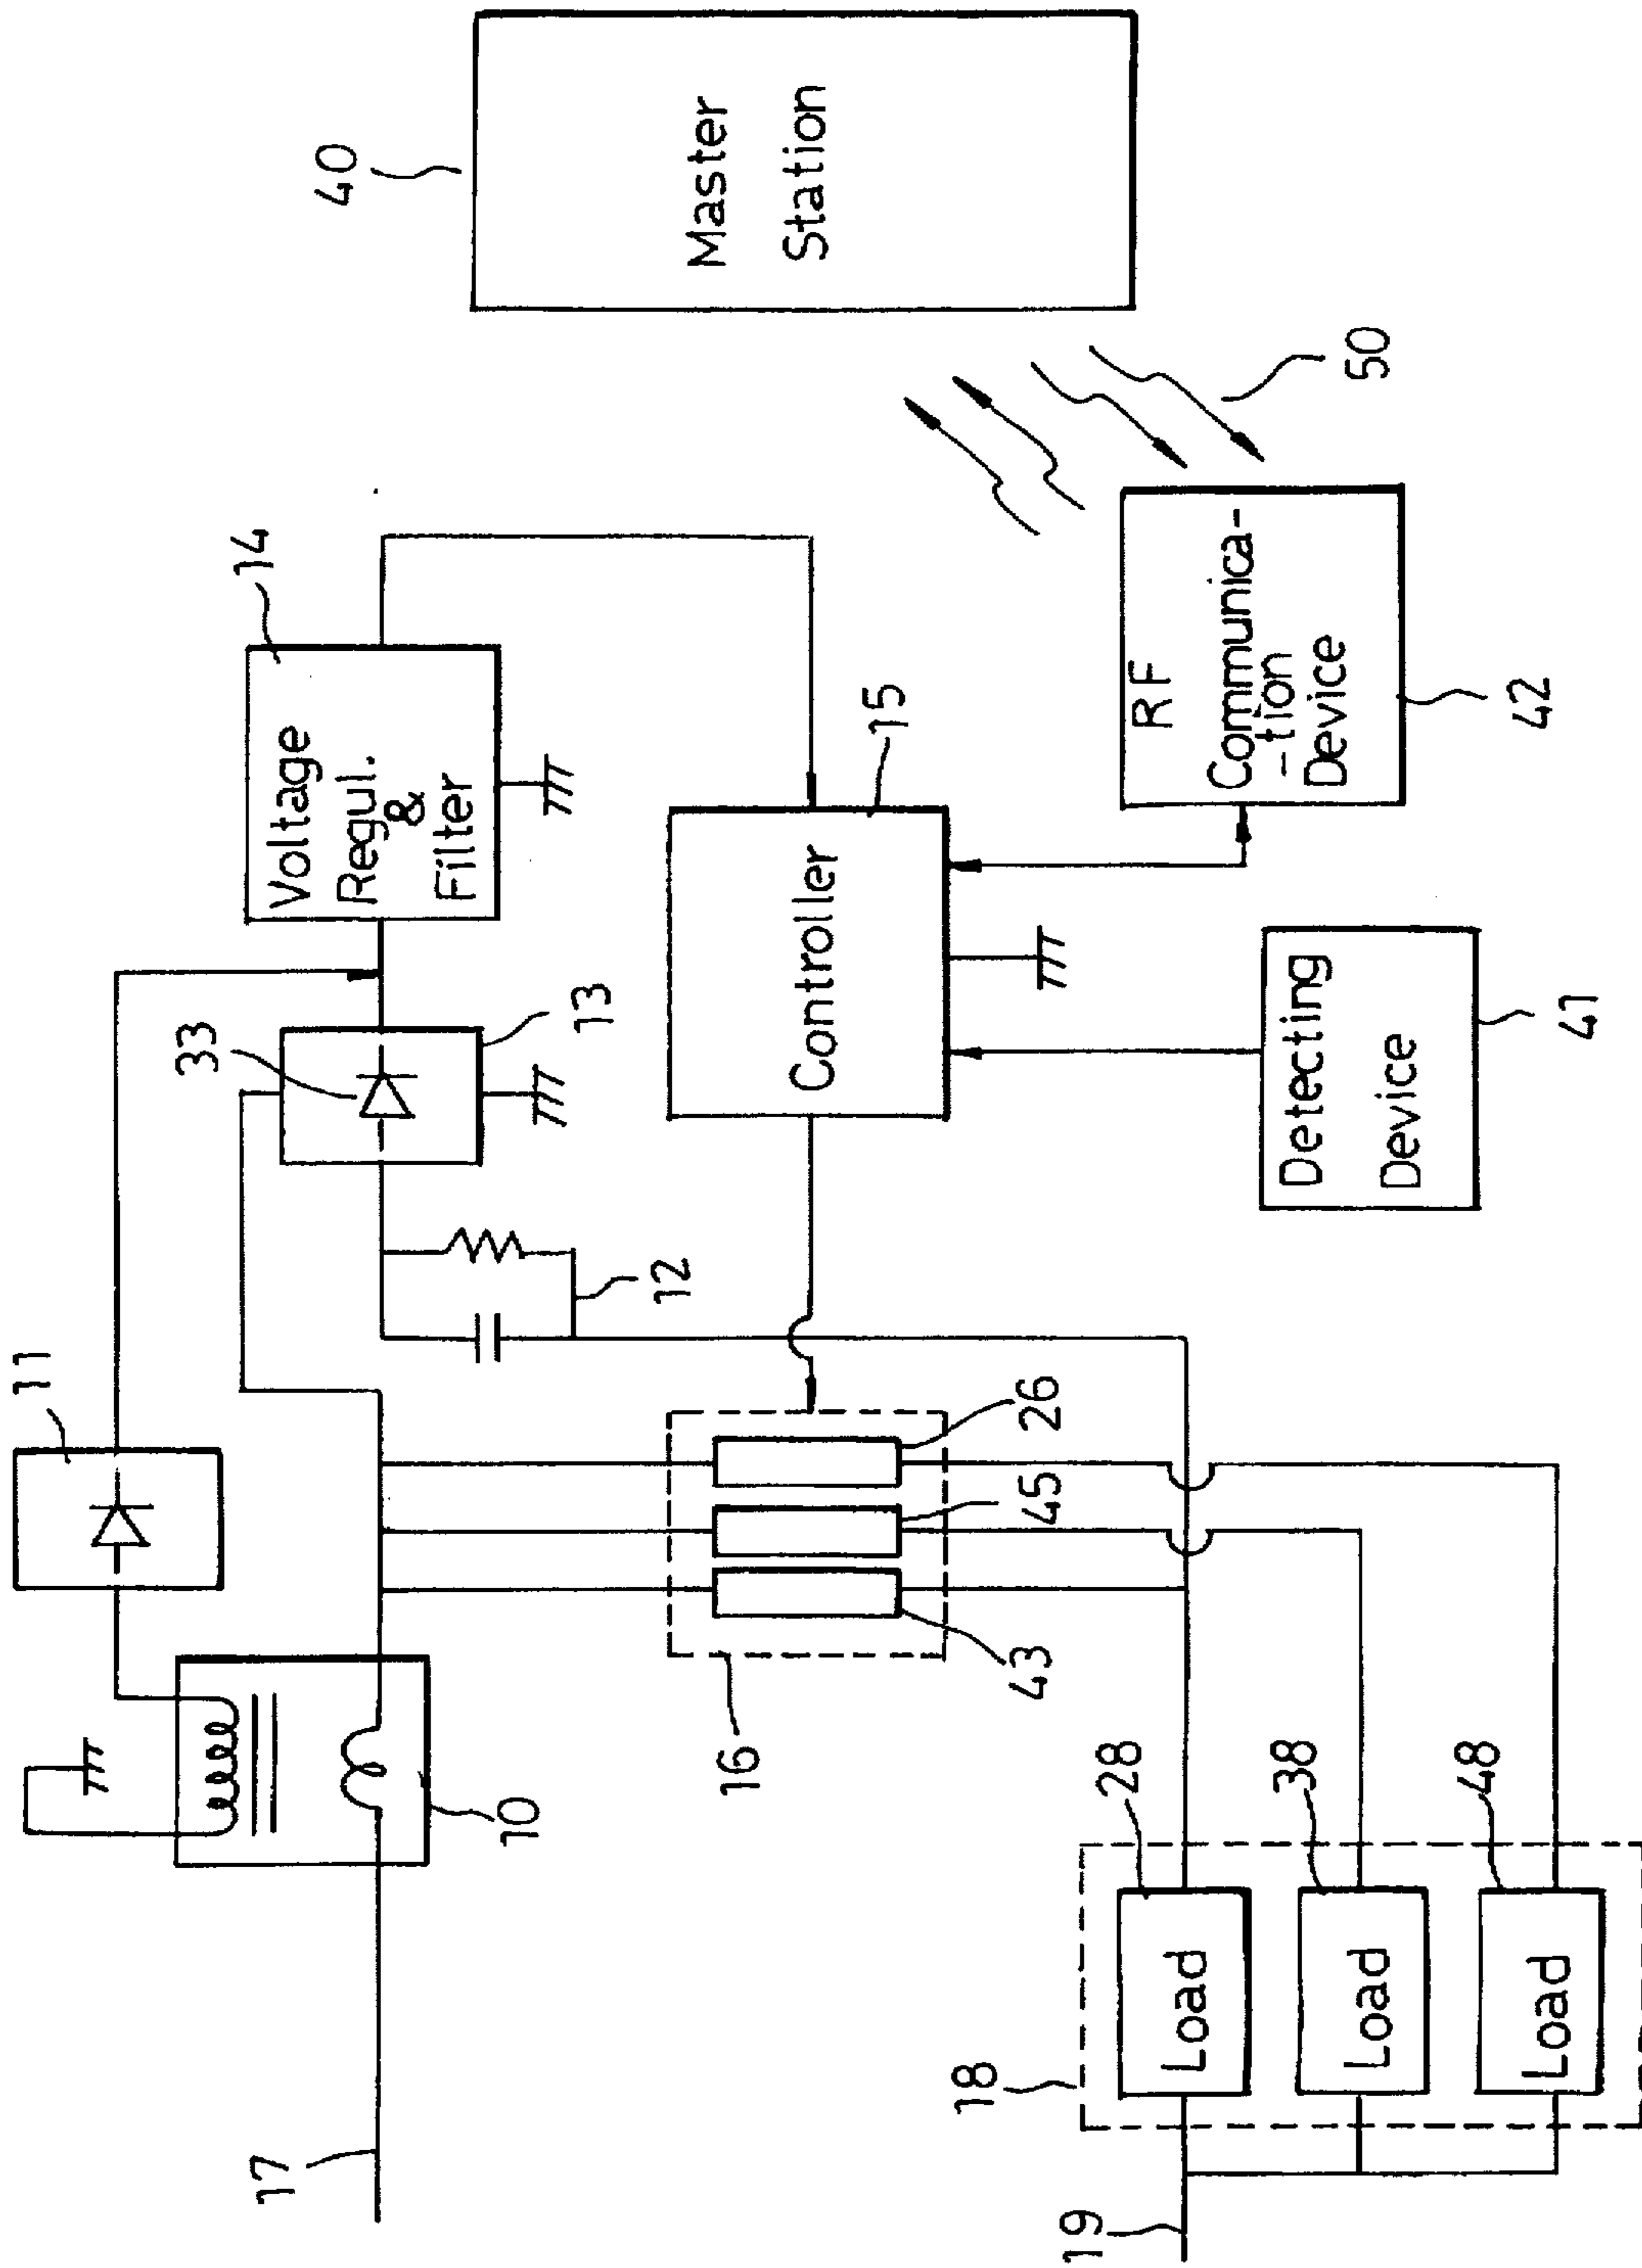 11
33
14
Voltage
Regul.
&
Filter
13
10
12
17
40
Master
Station
16
43
45
26
Controller
15
50
18
28
Load
38
Load
48
Load
19
Detecting
Device
41
RF
Communica-
-tion
Device
42